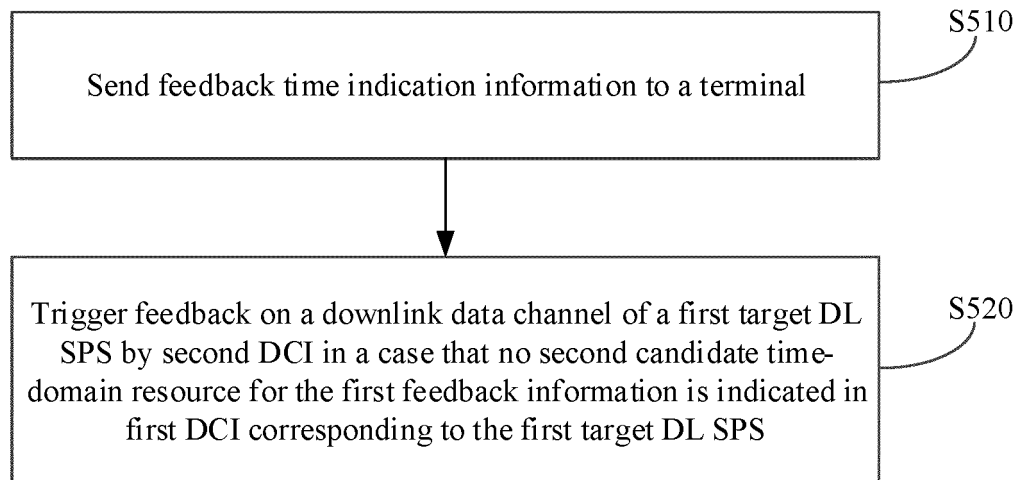 S510
Send feedback time indication information to a terminal
S520
Trigger feedback on a downlink data channel of a first target DL
SPS by second DCI in a case that no second candidate time-
domain resource for the first feedback information is indicated in
first DCI corresponding to the first target DL SPS